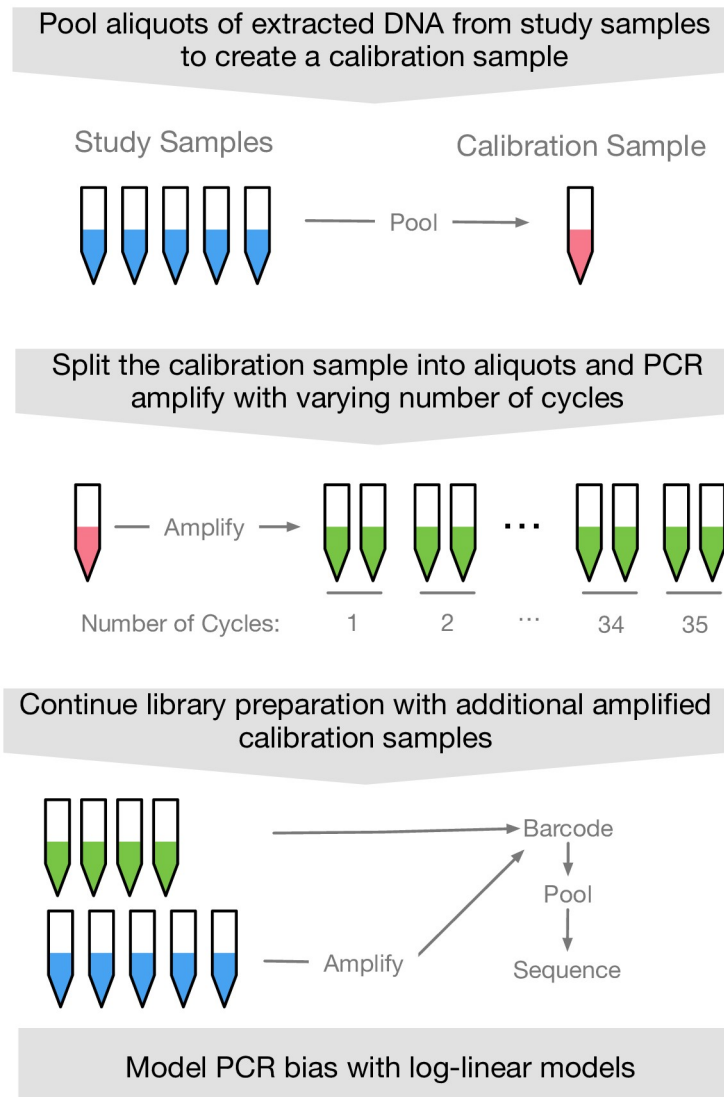 Pool aliquots of extracted DNA from study samples
to create a calibration sample
Study Samples
Calibration Sample
Pool
Split the calibration sample into aliquots and PCR
amplify with varying number of cycles
Amplify
...
Number of Cycles: 1 2 ... 34 35
Continue library preparation with additional amplified
calibration samples
Barcode
Pool
Amplify
Sequence
Model PCR bias with log-linear models